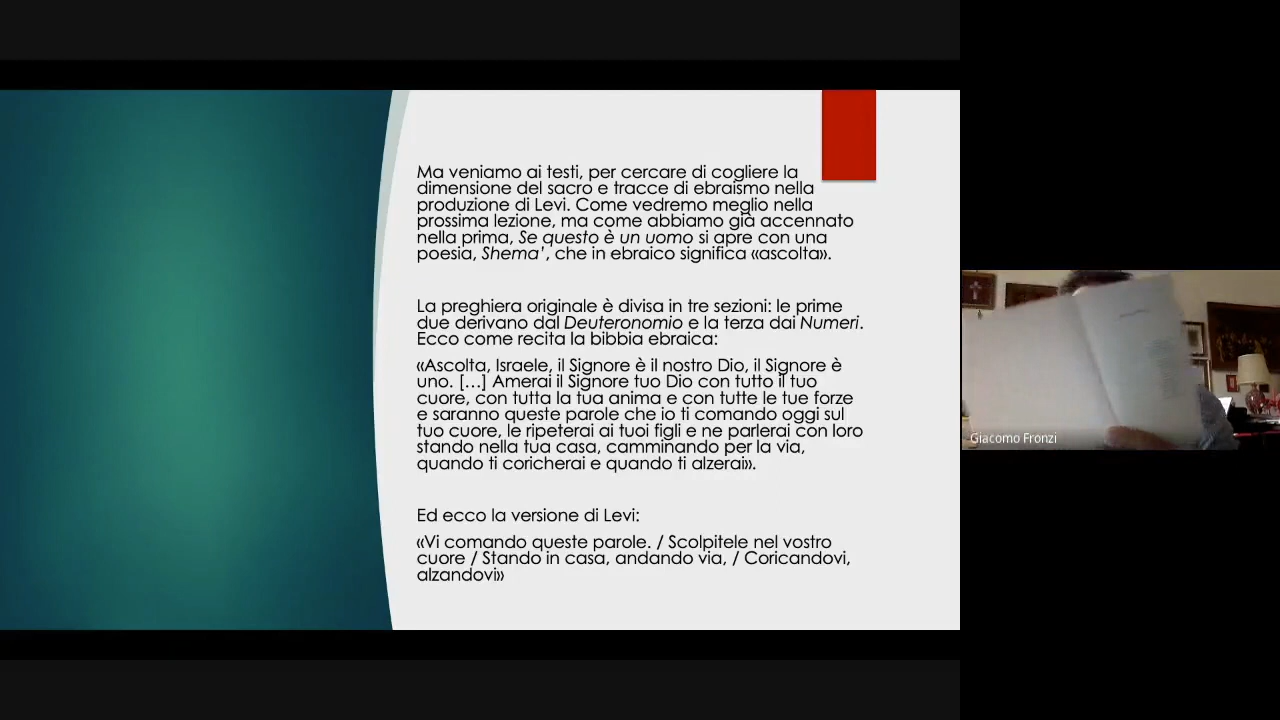 Ma veniamo ai testi, per cercare di cogliere la
dimensione del sacro e tracce di ebraismo nella
produzione di Levi. Come vedremo meglio nella
prossima lezione, ma come abbiamo già accennato
nella prima, Se questo è un uomo si apre con una
poesia, Shema’, che in ebraico significa «ascolta».
La preghiera originale è divisa in tre sezioni: le prime
due derivano dal Deuteronomio e la terza dai Numeri.
Ecco come recita la bibbia ebraica:
«Ascolta, Israele, il Signore è il nostro Dio, il Signore è
uno. […] Amerai il Signore tuo Dio con tutto il tuo
cuore, con tutta la tua anima e con tutte le tue forze
e saranno queste parole che io ti comando oggi sul
tuo cuore, le ripeterai ai tuoi figli e ne parlerai con loro
stando nella tua casa, camminando per la via,
quando ti coricherai e quando ti alzerai».
Ed ecco la versione di Levi:
«Vi comando queste parole. / Scolpitele nel vostro
cuore / Stando in casa, andando via, / Coricandovi,
alzandovi»
Giacomo Fronzi